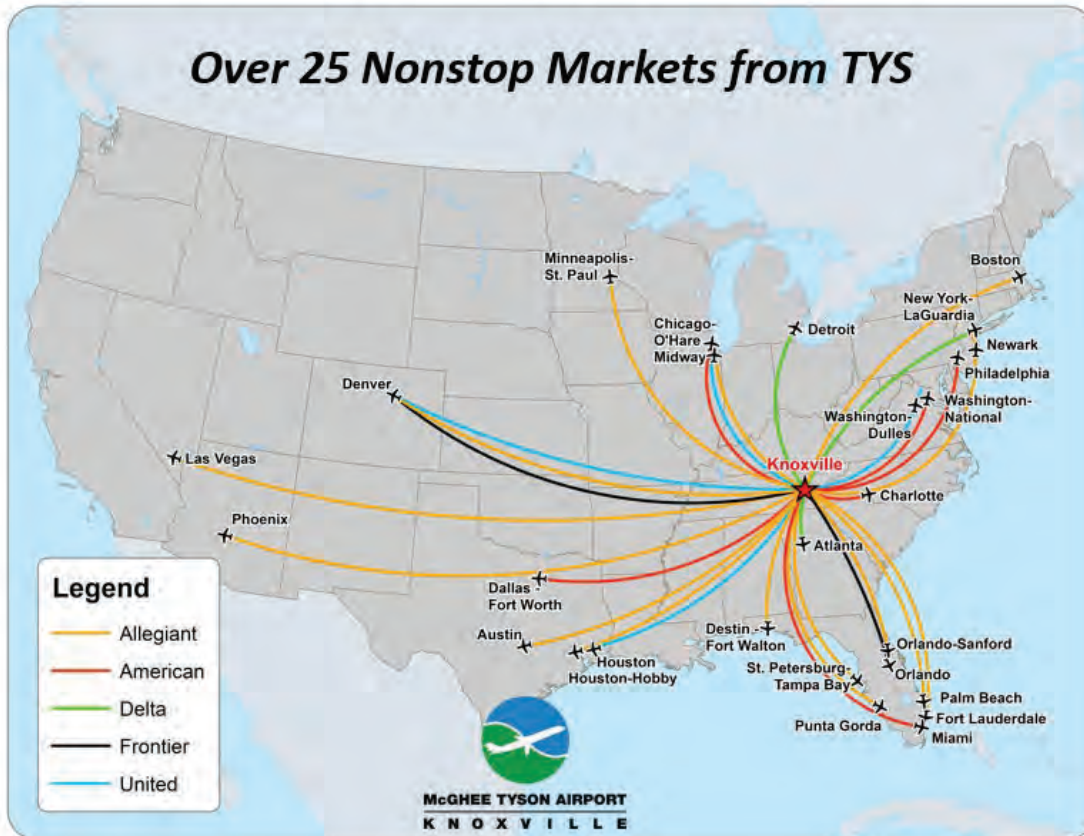 Over 25 Nonstop Markets from TYS
Minneapolis-
St. Paul
Boston
New York-
LaGuardia
Chicago-
O'Hare
Midway
Detroit
Newark
Philadelphia
Denver
Washington-
National
Washington-
Dulles
Las Vegas
Knoxville
Charlotte
Phoenix
Atlanta
Dallas -
Fort Worth
Austin
Houston
Houston-Hobby
Destin -
Fort Walton
Orlando-Sanford
Orlando
St. Petersburg-
Tampa Bay
Palm Beach
Punta Gorda
Fort Lauderdale
Miami
Legend
Allegiant
American
Delta
Frontier
United
McGHEE TYSON AIRPORT
KNOXVILLE